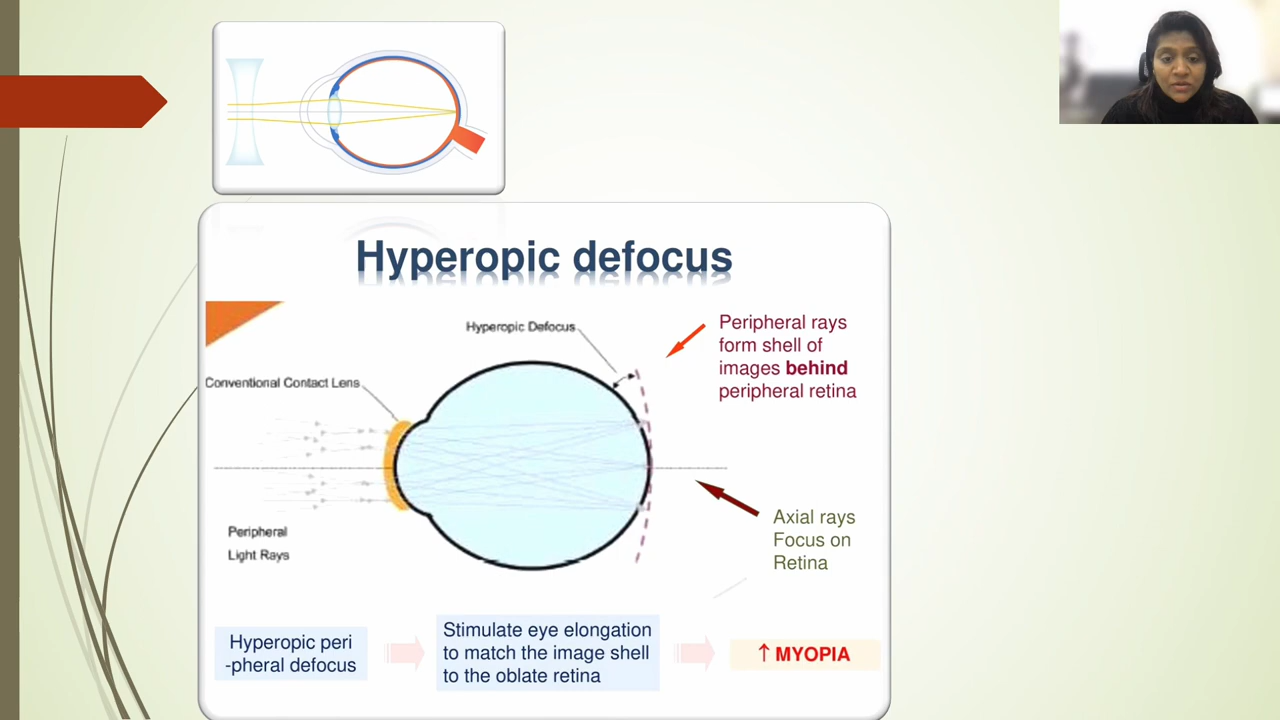 Hyperopic defocus
Hyperopic Defocus
Peripheral rays
form shell of
images behind
peripheral retina
Conventional Contact Lens
Peripheral
Light Rays
Axial rays
Focus on
Retina
Hyperopic peri
-pheral defocus
Stimulate eye elongation
to match the image shell
to the oblate retina
↑ MYOPIA